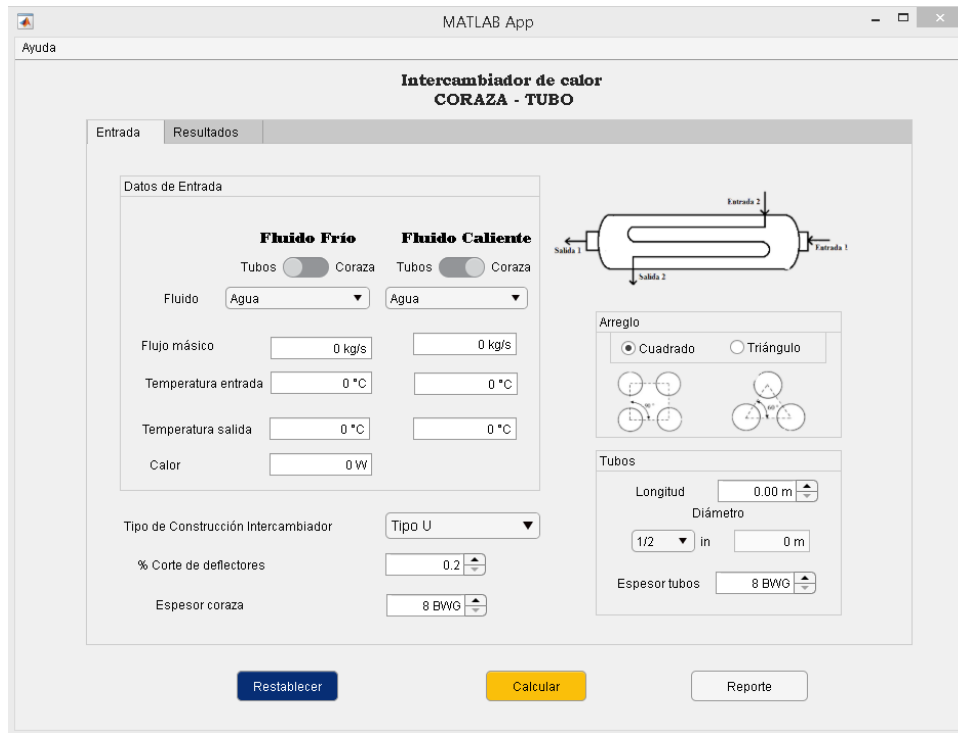 MATLAB App
Ayuda
Intercambiador de calor
CORAZA - TUBO
Entrada Resultados
Datos de Entrada
Fluido Frío Fluido Caliente
Tubos Coraza Tubos Coraza
Fluido Agua Agua
Flujo másico 0 kg/s 0 kg/s
Temperatura entrada 0 °C 0 °C
Temperatura salida 0 °C 0 °C
Calor 0 W
Tipo de Construcción Intercambiador Tipo U
% Corte de deflectores 0.2
Espesor coraza 8 BWG
Entrada 2
Salida 1 Entrada 1
Salida 2
Arreglo
Cuadrado Triángulo
90° 60°
Tubos
Longitud 0.00 m
Diámetro
1/2 in 0 m
Espesor tubos 8 BWG
Restablecer Calcular Reporte